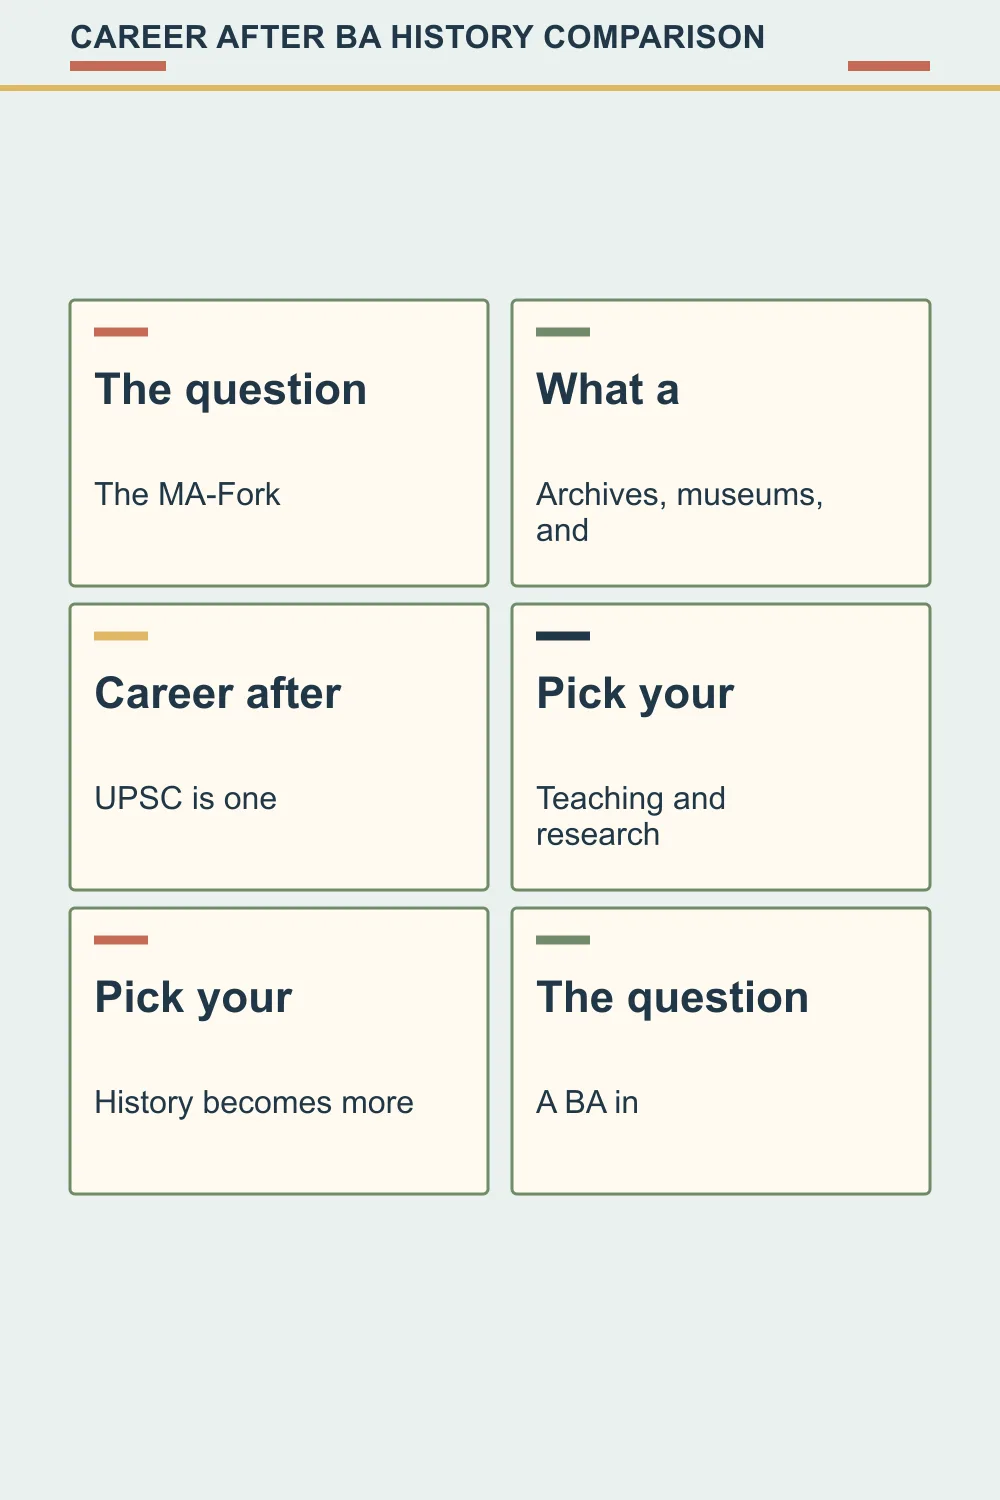 CAREER AFTER BA HISTORY COMPARISON
The question
The MA-Fork
What a
Archives, museums,
and
Career after
UPSC is one
Pick your
Teaching and
research
Pick your
History becomes more
The question
A BA in